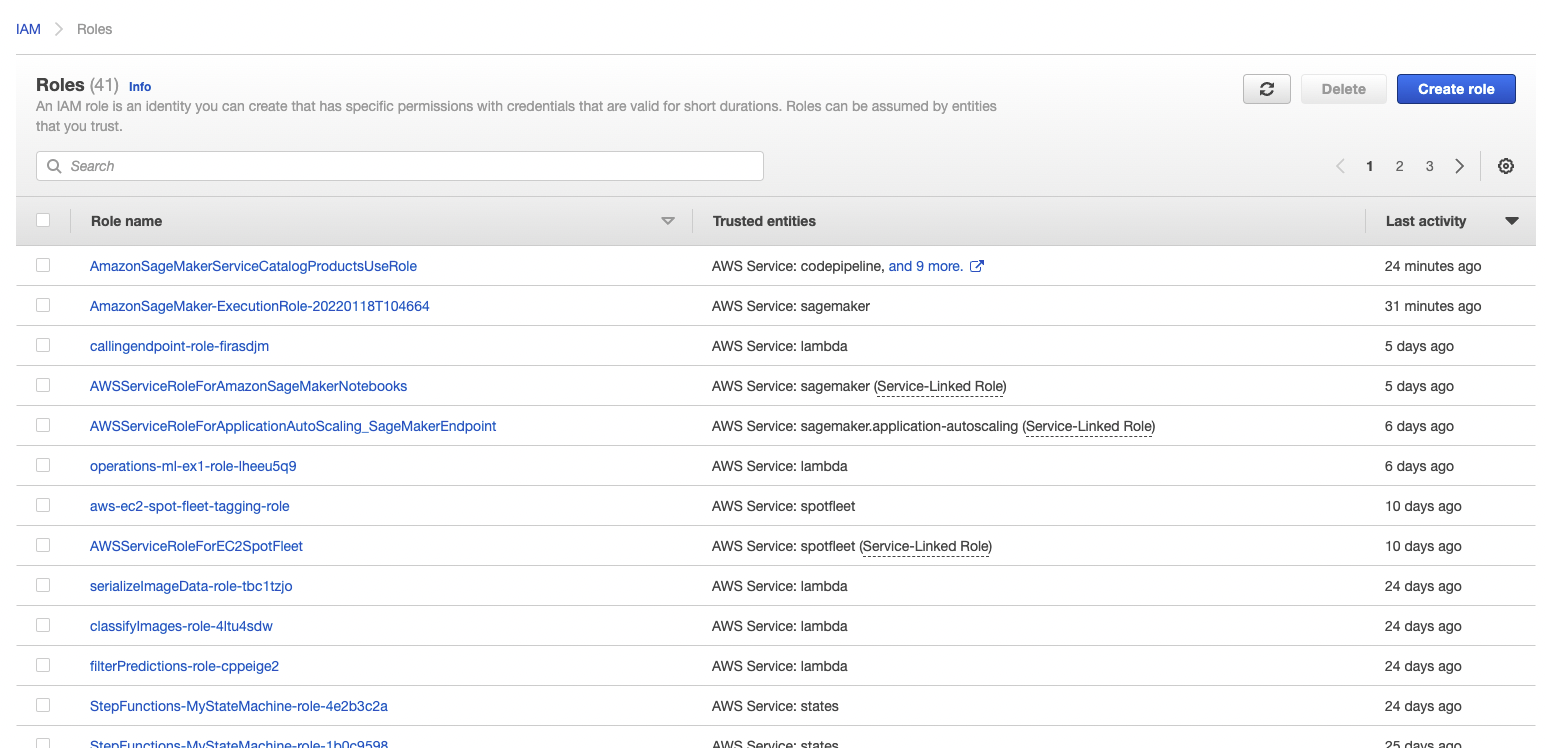 IAM Roles
Roles (41) Info
An IAM role is an identity you can create that has specific permissions with credentials that are valid for short durations. Roles can be assumed by entities
that you trust.
Delete
Create role
Search
1 2 3
Role name Trusted entities Last activity
AmazonSageMakerServiceCatalogProductsUseRole AWS Service: codepipeline, and 9 more. 24 minutes ago
AmazonSageMaker-ExecutionRole-20220118T104664 AWS Service: sagemaker 31 minutes ago
callingendpoint-role-firasdjm AWS Service: lambda 5 days ago
AWSServiceRoleForAmazonSageMakerNotebooks AWS Service: sagemaker (Service-Linked Role) 5 days ago
AWSServiceRoleForApplicationAutoScaling_SageMakerEndpoint AWS Service: sagemaker.application-autoscaling (Service-Linked Role) 6 days ago
operations-ml-ex1-role-lheeu5q9 AWS Service: lambda 6 days ago
aws-ec2-spot-fleet-tagging-role AWS Service: spotfleet 10 days ago
AWSServiceRoleForEC2SpotFleet AWS Service: spotfleet (Service-Linked Role) 10 days ago
serializeImageData-role-tbc1tzjo AWS Service: lambda 24 days ago
classifyImages-role-4ltu4sdw AWS Service: lambda 24 days ago
filterPredictions-role-cppeige2 AWS Service: lambda 24 days ago
StepFunctions-MyStateMachine-role-4e2b3c2a AWS Service: states 24 days ago
StepFunctions-MyStateMachine-role-1b0c9598 AWS Service: states 25 days ago